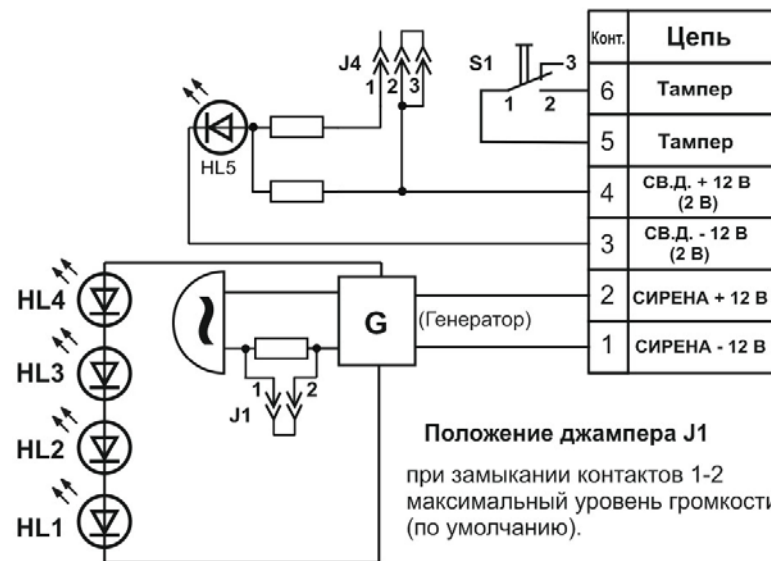 Конт. Цепь
6 Тампер
5 Тампер
4 СВ.Д. + 12 В
(2 В)
3 СВ.Д. - 12 В
(2 В)
2 СИРЕНА + 12 В
1 СИРЕНА - 12 В
J4
1 2 3
S1
3
1 2
HL5
HL4
HL3
HL2
HL1
~
G
(Генератор)
1 2
J1
Положение джампера J1
при замыкании контактов 1-2
максимальный уровень громкости
(по умолчанию).